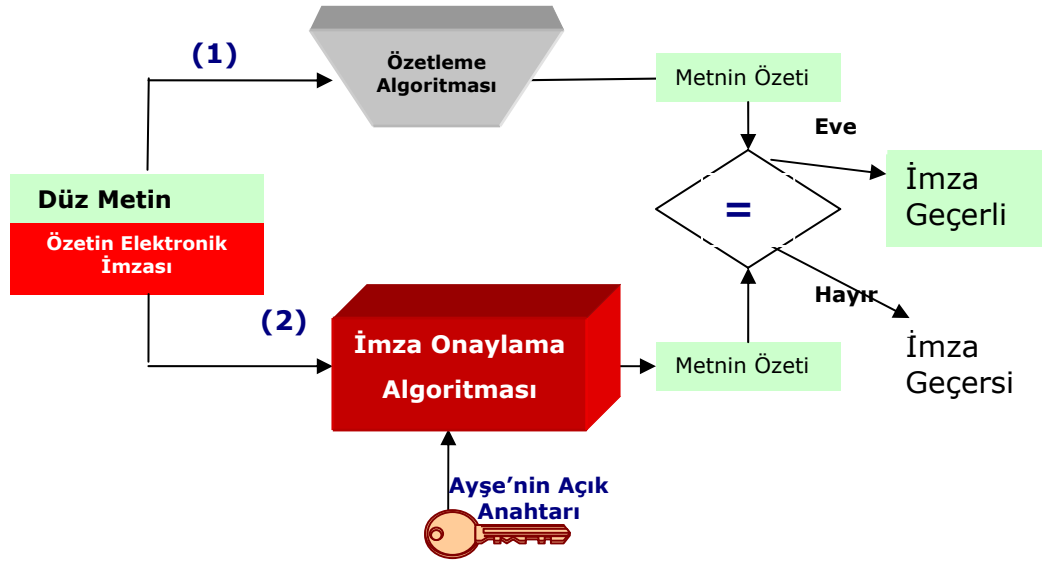 (1)
Özetleme
Algoritması
Metnin Özeti
Eve
Düz Metin
Özetin Elektronik
İmzası
=
İmza
Geçerli
(2)
İmza Onaylama
Algoritması
Metnin Özeti
Hayır
İmza
Geçersi
Ayşe’nin Açık
Anahtarı